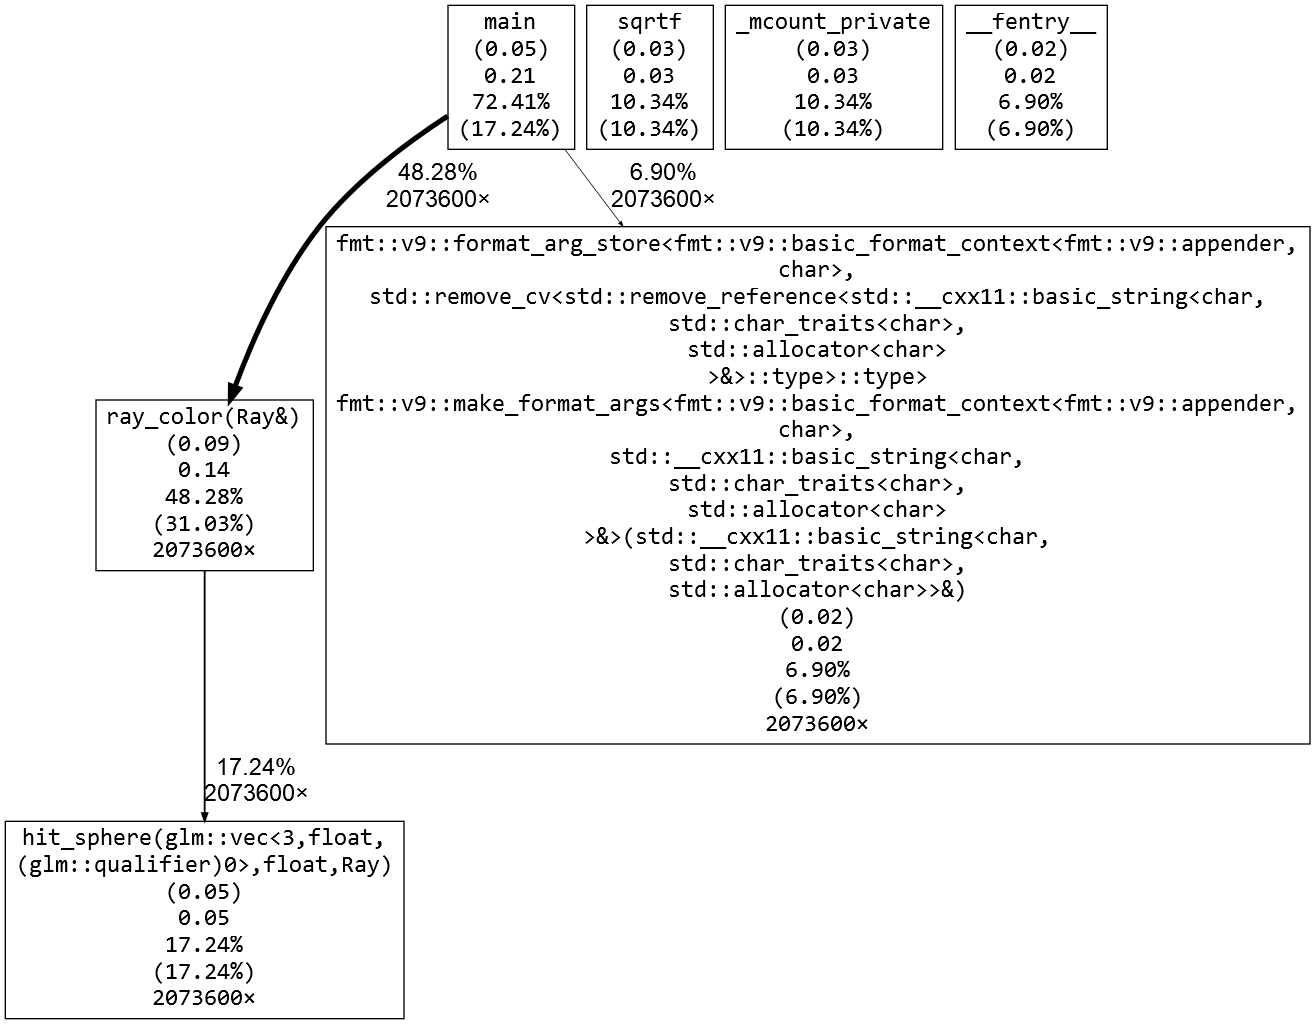 main
(0.05)
0.21
72.41%
(17.24%)
sqrtf
(0.03)
0.03
10.34%
(10.34%)
_mcount_private
(0.03)
0.03
10.34%
(10.34%)
__fentry__
(0.02)
0.02
6.90%
(6.90%)
48.28%
2073600×
6.90%
2073600×
fmt::v9::format_arg_store<fmt::v9::basic_format_context<fmt::v9::appender,
char>,
std::remove_cv<std::remove_reference<std::__cxx11::basic_string<char,
std::char_traits<char>,
std::allocator<char>
>&>::type>::type>
fmt::v9::make_format_args<fmt::v9::basic_format_context<fmt::v9::appender,
char>,
std::__cxx11::basic_string<char,
std::char_traits<char>,
std::allocator<char>
>&>(std::__cxx11::basic_string<char,
std::char_traits<char>,
std::allocator<char>>&)
(0.02)
0.02
6.90%
(6.90%)
2073600×
ray_color(Ray&)
(0.09)
0.14
48.28%
(31.03%)
2073600×
17.24%
2073600×
hit_sphere(glm::vec<3,float,
(glm::qualifier)0>,float,Ray)
(0.05)
0.05
17.24%
(17.24%)
2073600×